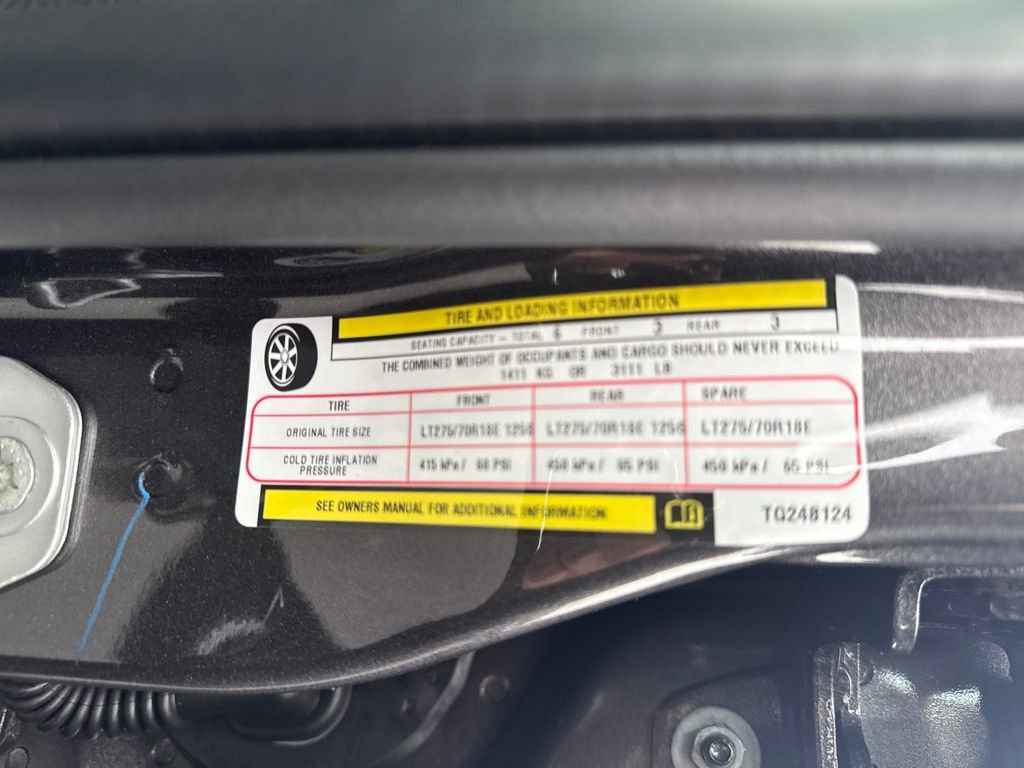 TIRE AND LOADING INFORMATION
SEATING CAPACITY – TOTAL 6 FRONT 3 REAR 3
THE COMBINED WEIGHT OF OCCUPANTS AND CARGO SHOULD NEVER EXCEED
1411 KG OR 3111 LB
TIRE FRONT REAR SPARE
ORIGINAL TIRE SIZE LT275/70R18E 125S LT275/70R18E 125S LT275/70R18E
COLD TIRE INFLATION PRESSURE 415 kPa / 60 PSI 450 kPa / 65 PSI 450 kPa / 65 PSI
SEE OWNERS MANUAL FOR ADDITIONAL INFORMATION
TG248124